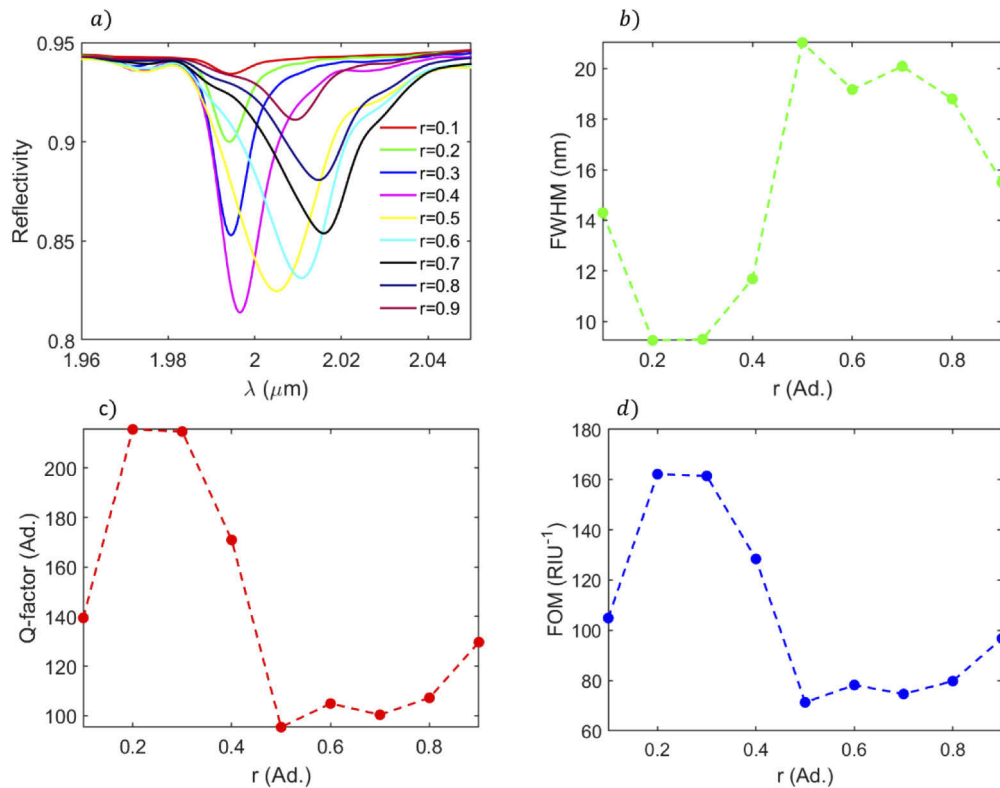 a)
0.95
0.9
0.85
0.8
Reflectivity
r=0.1
r=0.2
r=0.3
r=0.4
r=0.5
r=0.6
r=0.7
r=0.8
r=0.9
1.96 1.98 2 2.02 2.04
λ (μm)
b)
20
18
16
14
12
10
FWHM (nm)
0.2 0.4 0.6 0.8
r (Ad.)
c)
200
180
160
140
120
100
Q-factor (Ad.)
0.2 0.4 0.6 0.8
r (Ad.)
d)
180
160
140
120
100
80
60
FOM (RIU⁻¹)
0.2 0.4 0.6 0.8
r (Ad.)